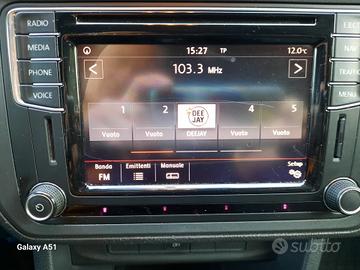 RADIO
MEDIA
PHONE
VOICE
15:27 TP 12.0°C
103.3 MHz
1 2 4 5
DEE JAY
Vuoto Vuoto DEEJAY Vuoto Vuoto
Banda Emittenti Manuale Setup
FM
NAV
TRAFFIC
MENU
Galaxy A51
subito